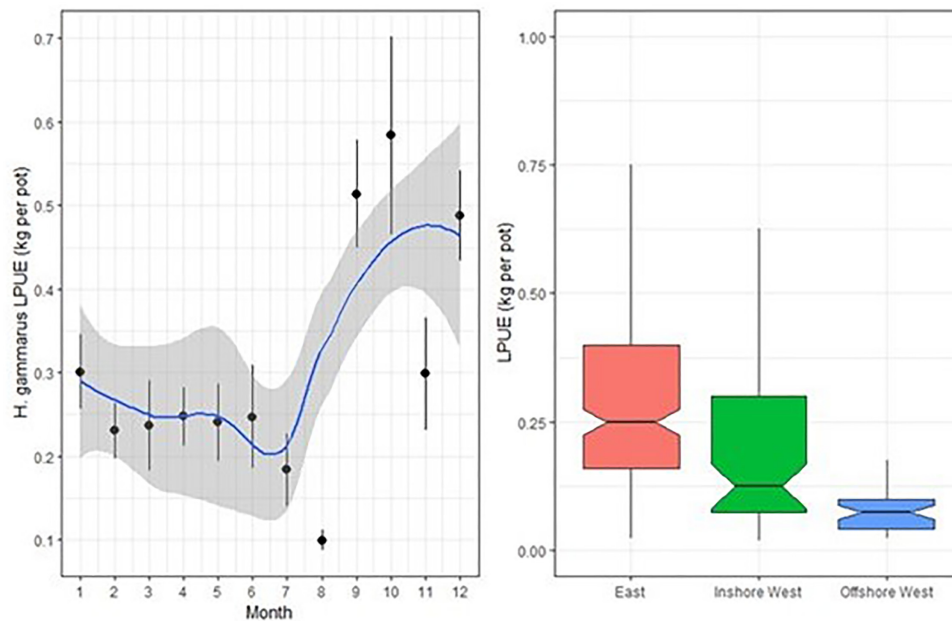 H. gammarus LPUE (kg per pot)
0.7
0.6
0.5
0.4
0.3
0.2
0.1
1 2 3 4 5 6 7 8 9 10 11 12
Month
LPUE (kg per pot)
1.00
0.75
0.50
0.25
0.00
East Inshore West Offshore West